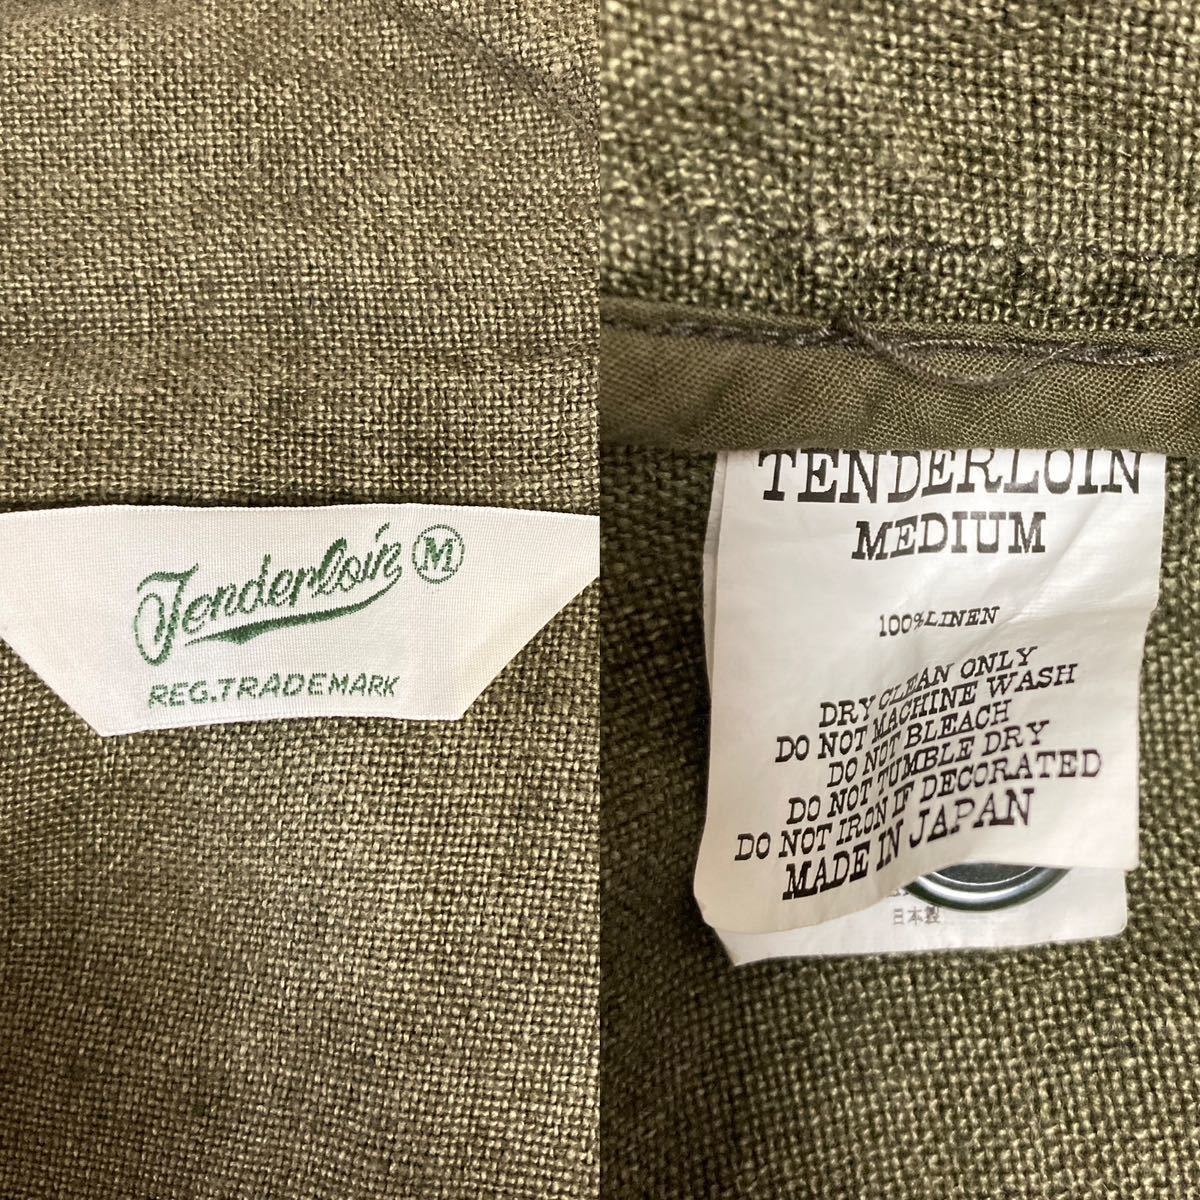 Tenderloin M
REG.TRADEMARK
TENDERLOIN
MEDIUM
100%LINEN
DRY CLEAN ONLY
DO NOT MACHINE WASH
DO NOT BLEACH
DO NOT TUMBLE DRY
DO NOT IRON IF DECORATED
MADE IN JAPAN
日本製